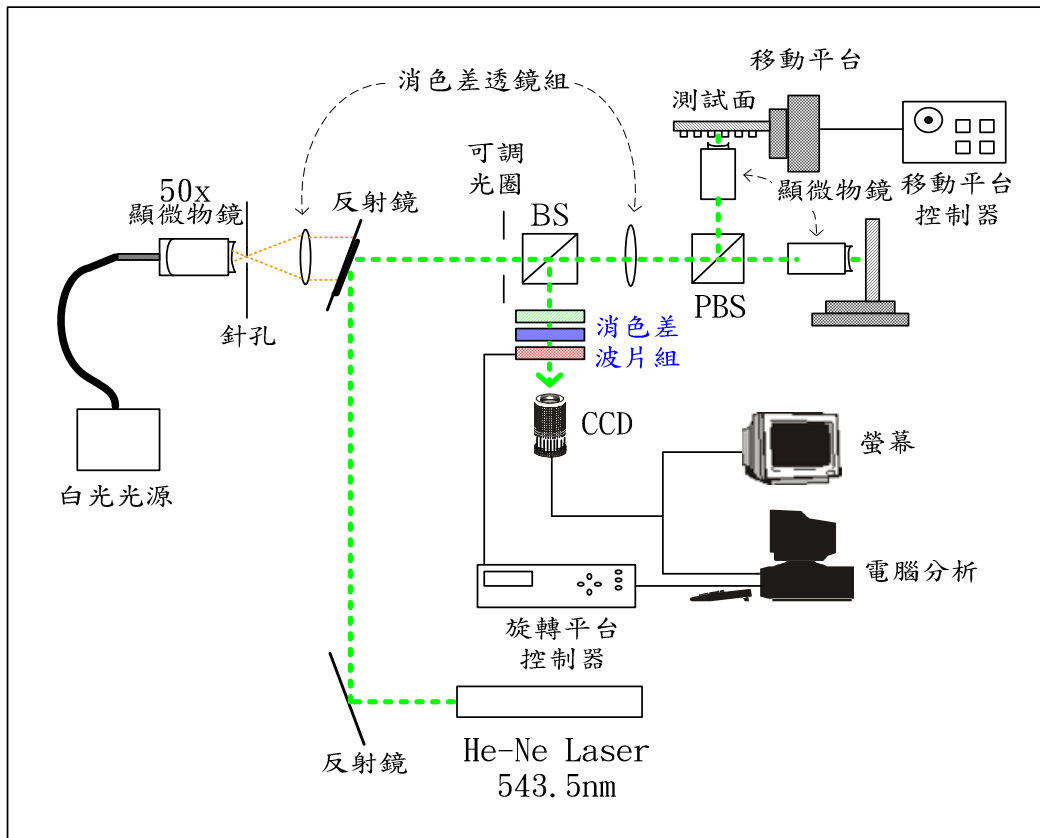 消色差透鏡組
移動平台
測試面
可調
光圈
50x
顯微物鏡
反射鏡
BS
顯微物鏡
移動平台
控制器
PBS
針孔
消色差
波片組
CCD
白光光源
螢幕
電腦分析
旋轉平台
控制器
反射鏡
He-Ne Laser
543.5nm